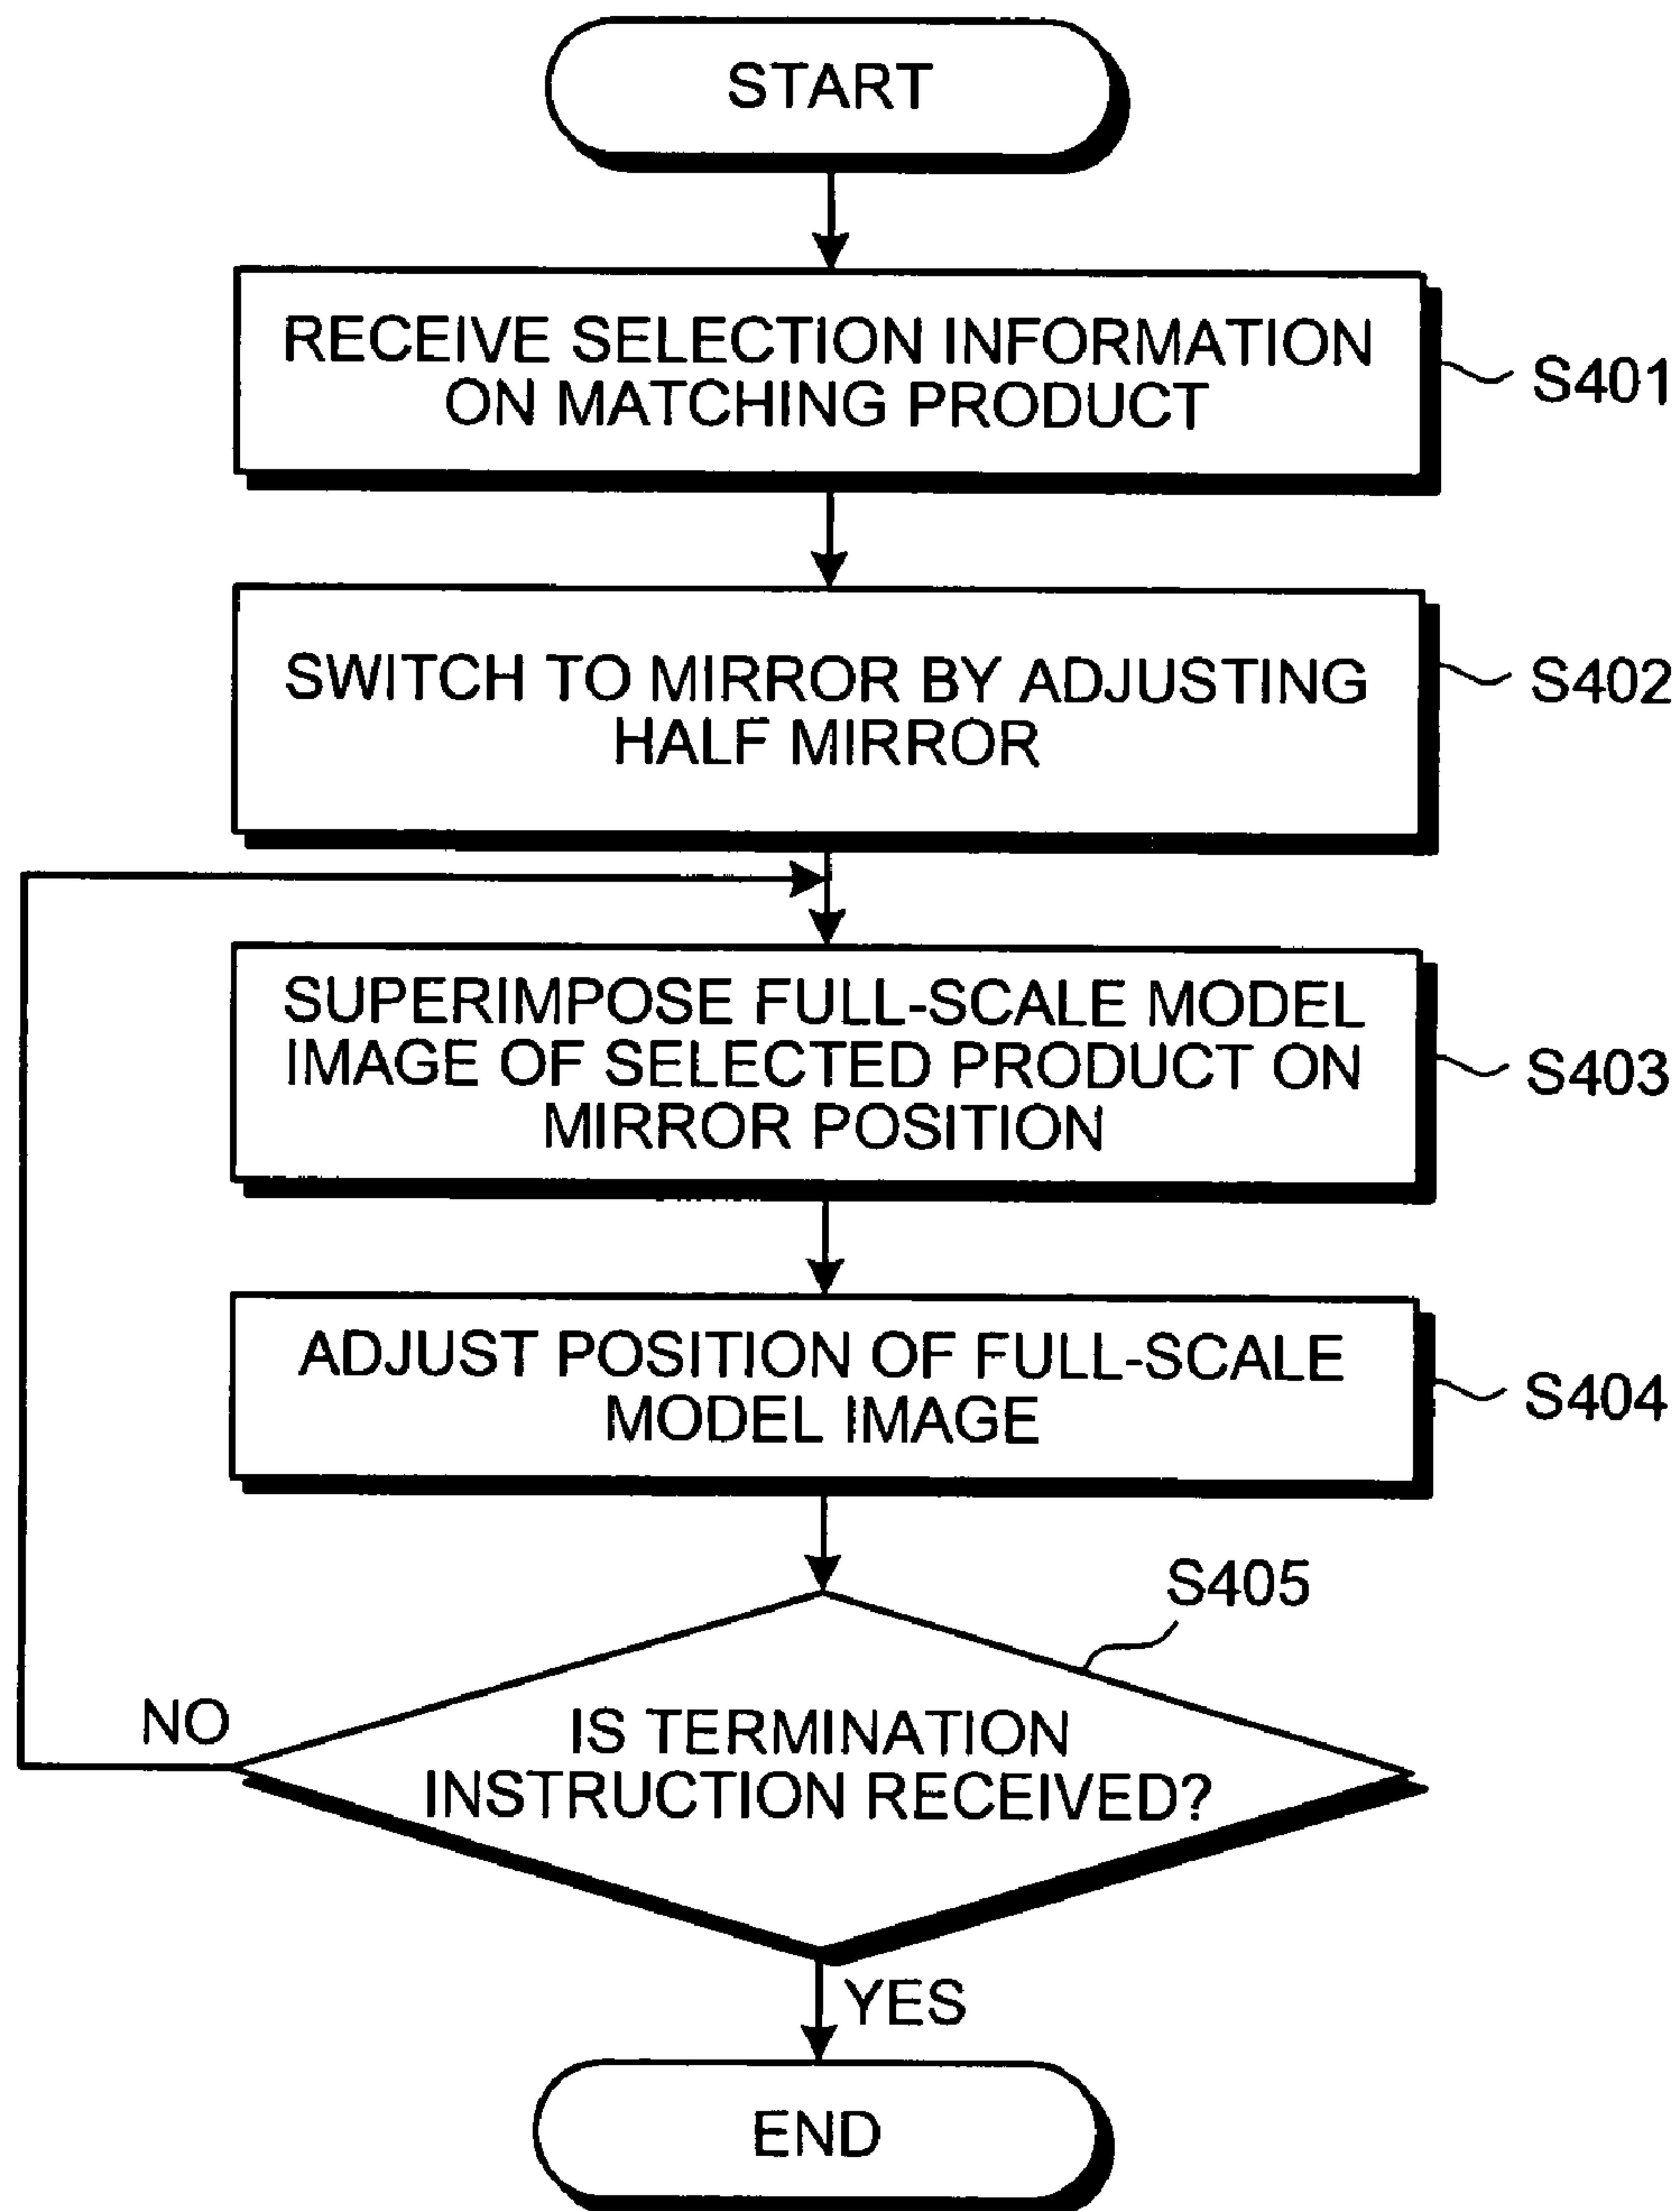 START
RECEIVE SELECTION INFORMATION
ON MATCHING PRODUCT
S401
SWITCH TO MIRROR BY ADJUSTING
HALF MIRROR
S402
SUPERIMPOSE FULL-SCALE MODEL
IMAGE OF SELECTED PRODUCT ON
MIRROR POSITION
S403
ADJUST POSITION OF FULL-SCALE
MODEL IMAGE
S404
S405
IS TERMINATION
INSTRUCTION RECEIVED?
NO
YES
END